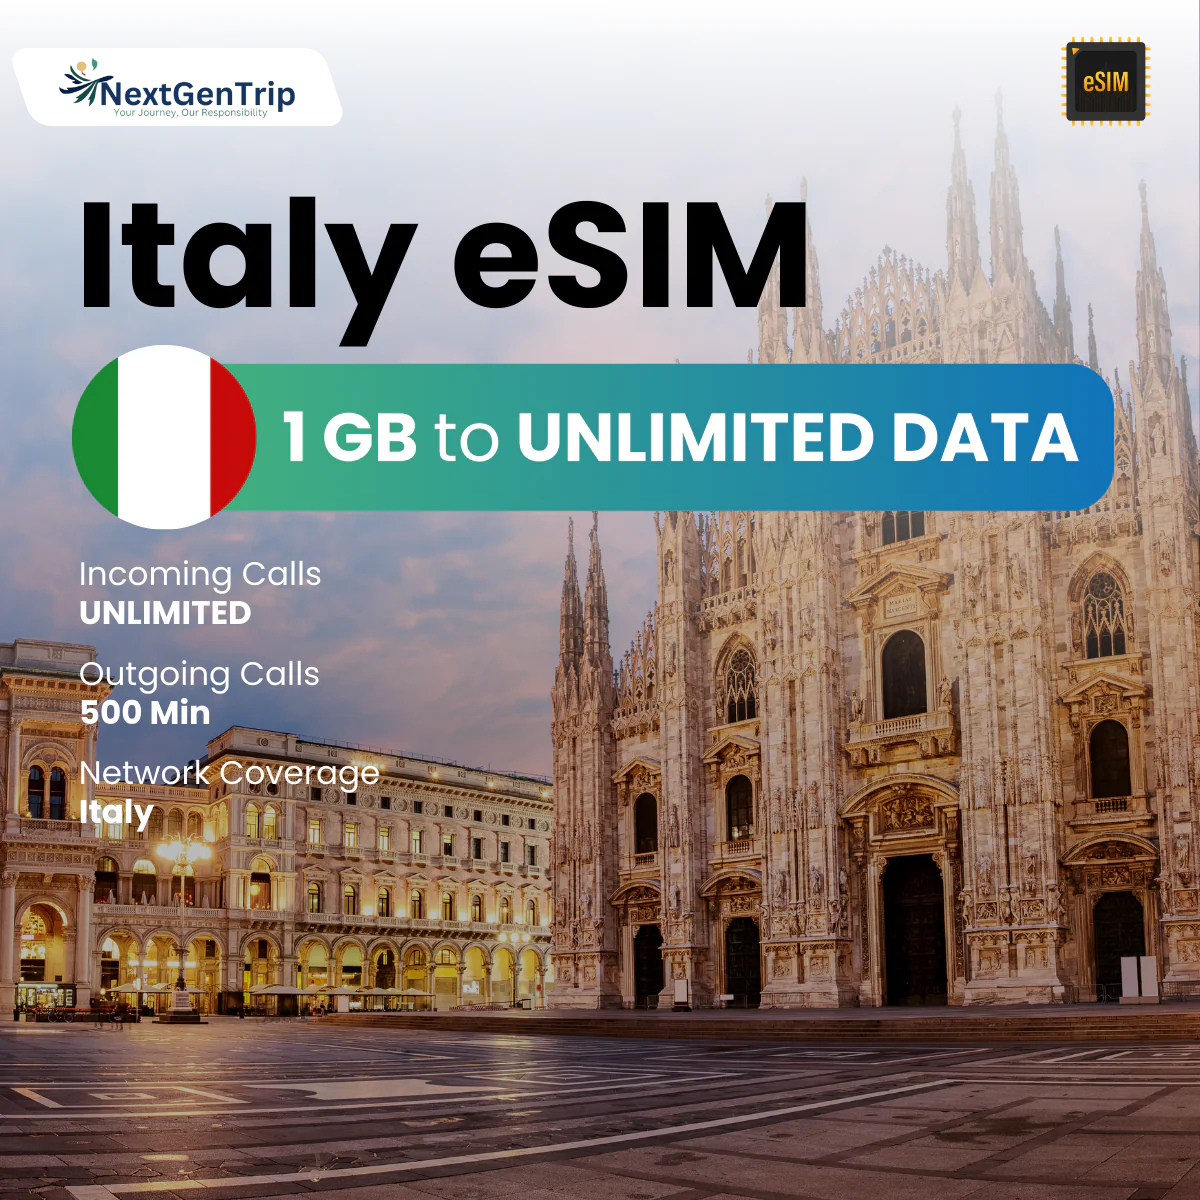 NextGenTrip
Your Journey, Our Responsibility
eSIM
Italy eSIM
1 GB to UNLIMITED DATA
Incoming Calls
UNLIMITED
Outgoing Calls
500 Min
Network Coverage
Italy